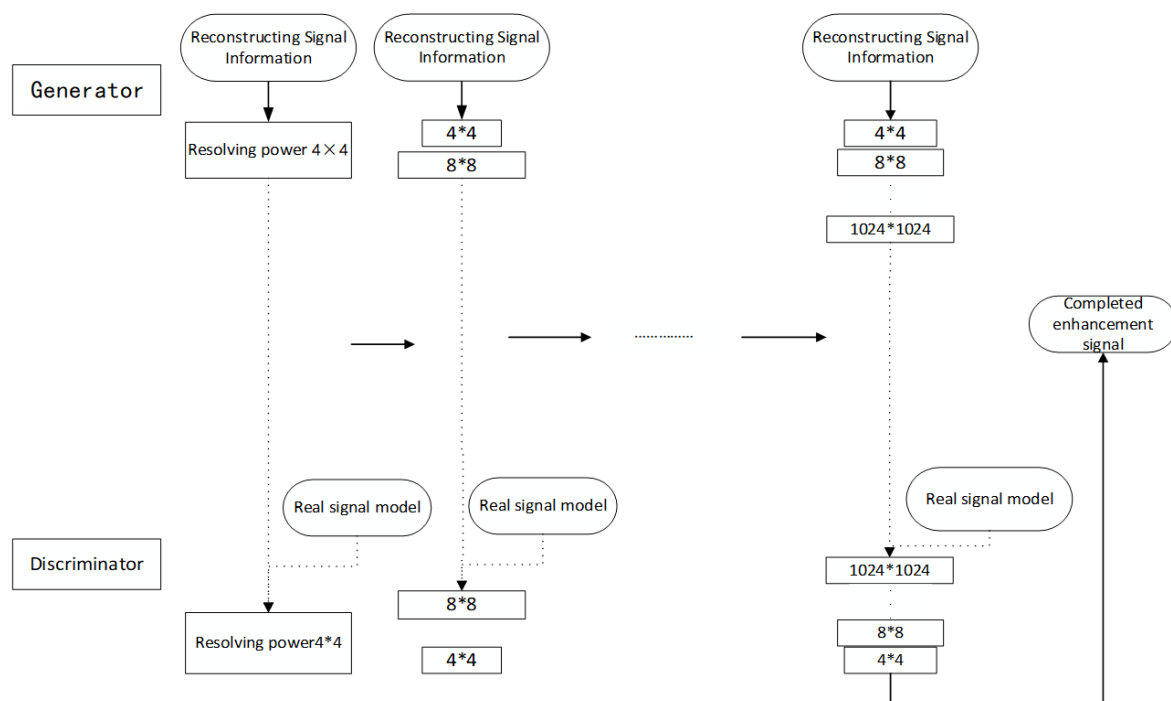 Reconstructing Signal
Information
Reconstructing Signal
Information
Reconstructing Signal
Information
Generator
Resolving power 4×4
4*4
8*8
4*4
8*8
1024*1024
Completed
enhancement
signal
..............
Real signal model
Real signal model
Real signal model
Discriminator
1024*1024
8*8
Resolving power4*4
4*4
8*8
4*4